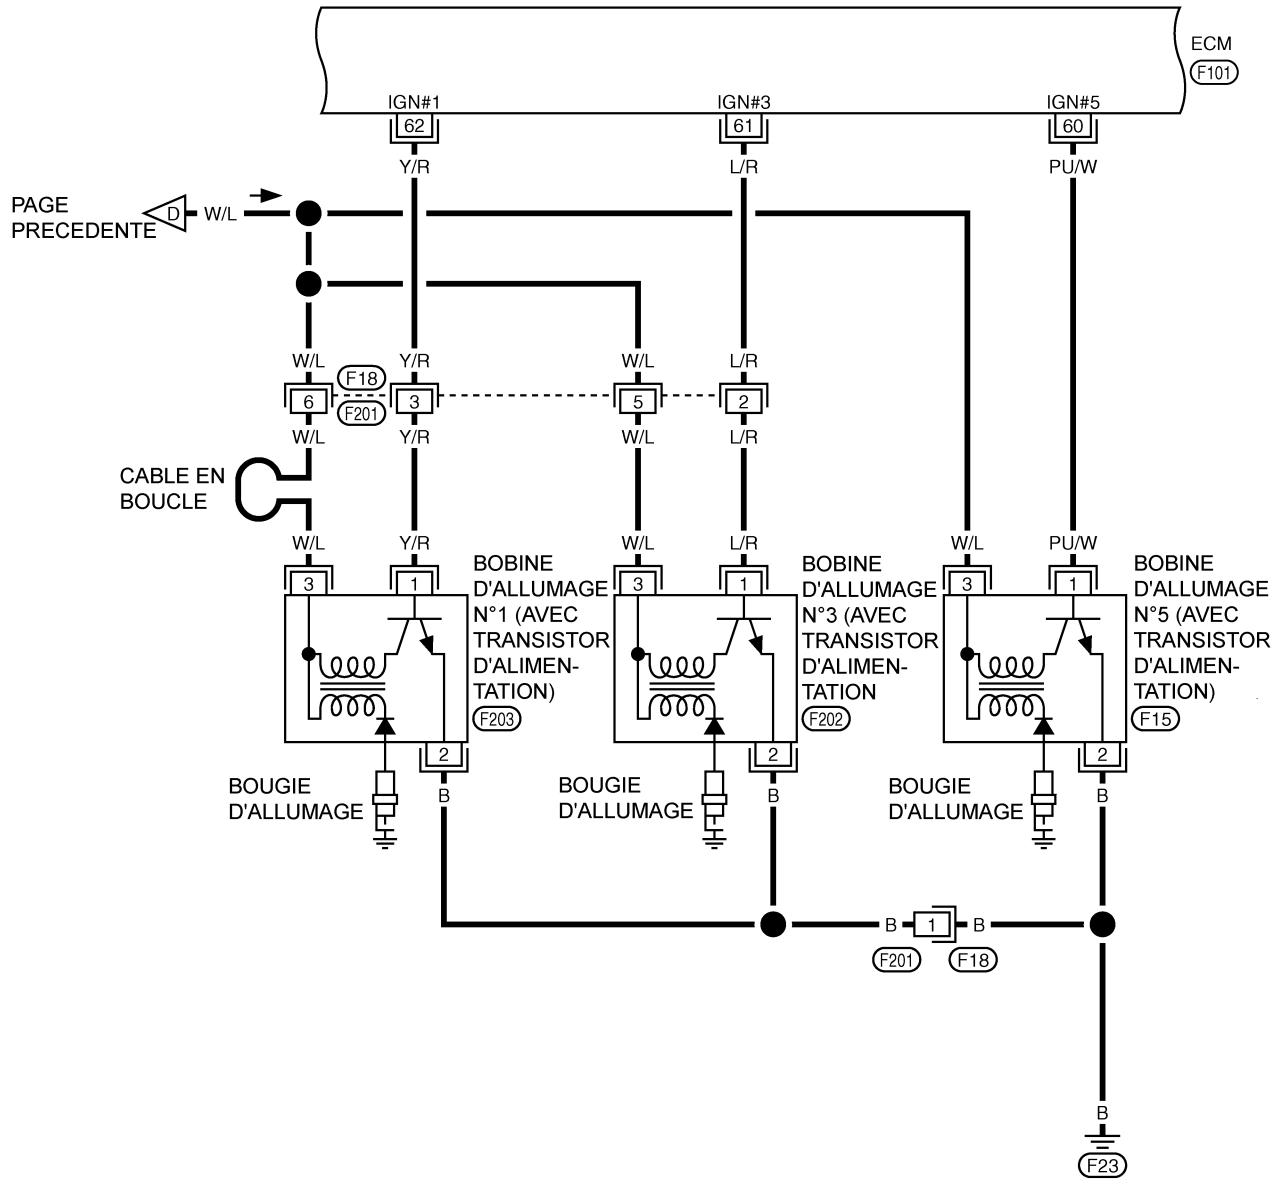 ECM
F101
IGN#1
IGN#3
IGN#5
62
61
60
Y/R
L/R
PU/W
PAGE
PRECEDENTE
D
W/L
W/L
Y/R
W/L
L/R
F18
6
3
5
2
F201
W/L
Y/R
W/L
L/R
CABLE EN
BOUCLE
W/L
Y/R
W/L
L/R
W/L
PU/W
3
1
3
1
3
1
BOBINE
D'ALLUMAGE
N°1 (AVEC
TRANSISTOR
D'ALIMEN-
TATION)
F203
BOBINE
D'ALLUMAGE
N°3 (AVEC
TRANSISTOR
D'ALIMEN-
TATION
F202
BOBINE
D'ALLUMAGE
N°5 (AVEC
TRANSISTOR
D'ALIMEN-
TATION)
F15
2
2
2
BOUGIE
D'ALLUMAGE
B
BOUGIE
D'ALLUMAGE
B
BOUGIE
D'ALLUMAGE
B
B
1
B
F201
F18
B
F23